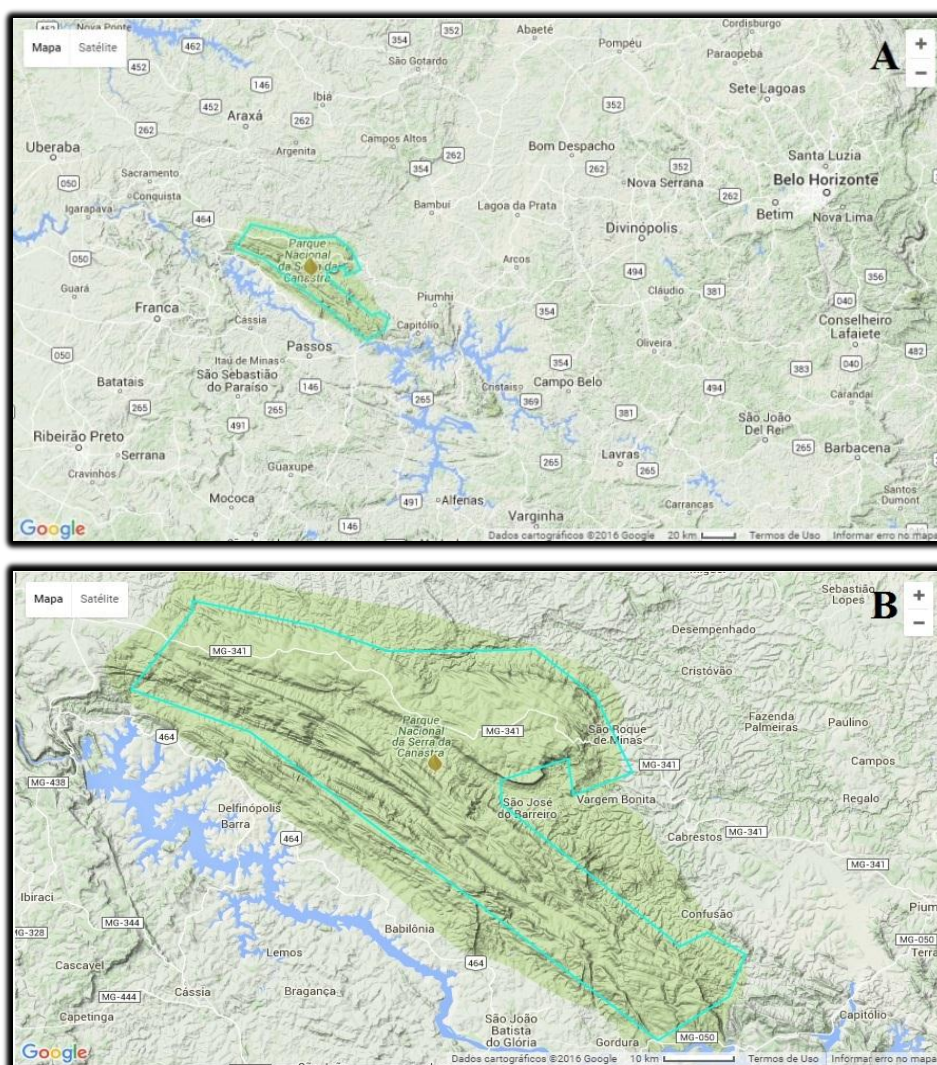 Mapa
Satélite
A
+
−
Nova Ponte
452
462
354
352
Abaeté
Pompéu
Cordisburgo
Paraopeba
São Gotardo
452
146
Ibiá
352
Sete Lagoas
452
262
Araxá
262
Argenita
Campos Altos
262
354
Bom Despacho
262
352
Santa Luzia
Uberaba
Sacramento
Nova Serrana
262
Belo Horizonte
050
Conquista
Igarapava
464
Bambuí
Lagoa da Prata
Betim
Nova Lima
Divinópolis
Parque
Nacional
da Serra da
Canastra
050
Arcos
494
356
Guará
Piumhi
Cláudio
381
040
Franca
Cássia
Capitólio
354
Conselheiro
Lafaiete
Passos
Oliveira
050
Itaú de Minas
354
383
040
482
Batatais
São Sebastião
do Paraíso
146
Cristais
Campo Belo
494
Carandaí
265
265
265
369
381
São João
Del Rei
491
Ribeirão Preto
Serrana
265
Barbacena
Cravinhos
Guaxupé
265
Lavras
265
Mococa
491
Alfenas
Carrancas
Santos
Dumont
Varginha
146
Google
Dados cartográficos ©2016 Google
20 km
Termos de Uso
Informar erro no mapa
Mapa
Satélite
B
+
−
Sebastião
Lopes
Desempenhado
MG-341
Cristóvão
Parque
Nacional
da Serra da
Canastra
MG-341
São Roque
de Minas
Fazenda
Palmeiras
Paulino
464
MG-341
Campos
MG-438
São José
do Barreiro
Vargem Bonita
Regalo
Delfinópolis
Barra
464
Cabrestos
MG-341
MG-341
Ibiraci
Confusão
MG-344
Babilônia
MG-050
Lemos
464
Cascavel
MG-444
Cássia
Bragança
Capetinga
São João
Batista
do Glória
Gordura
MG-050
Capitólio
Google
Dados cartográficos ©2016 Google
10 km
Termos de Uso
Informar erro no mapa